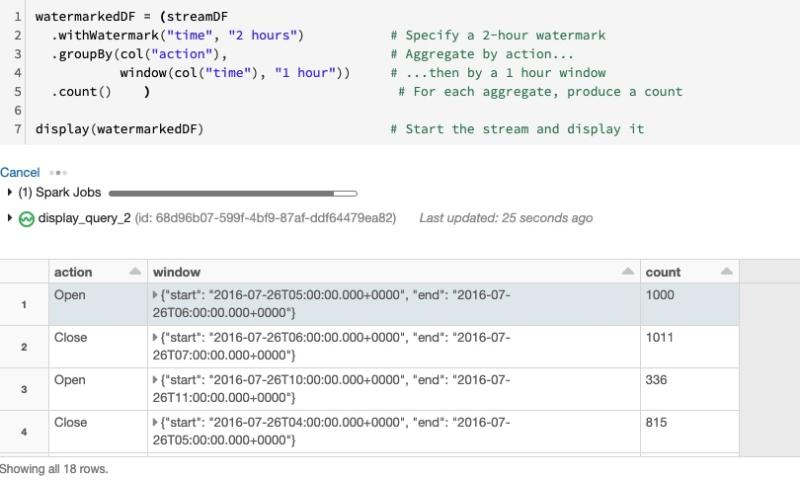 1 watermarkedDF = (streamDF
2 .withWatermark("time", "2 hours") # Specify a 2-hour watermark
3 .groupBy(col("action"), # Aggregate by action...
4 window(col("time"), "1 hour")) # ...then by a 1 hour window
5 .count() ) # For each aggregate, produce a count
6
7 display(watermarkedDF) # Start the stream and display it
Cancel
(1) Spark Jobs
display_query_2 (id: 68d96b07-599f-4bf9-87af-ddf64479ea82) Last updated: 25 seconds ago
action window count
1 Open {"start": "2016-07-26T05:00:00.000+0000", "end": "2016-07- 1000
26T06:00:00.000+0000"}
2 Close {"start": "2016-07-26T06:00:00.000+0000", "end": "2016-07- 1011
26T07:00:00.000+0000"}
3 Open {"start": "2016-07-26T10:00:00.000+0000", "end": "2016-07- 336
26T11:00:00.000+0000"}
4 Close {"start": "2016-07-26T04:00:00.000+0000", "end": "2016-07- 815
26T05:00:00.000+0000"}
Showing all 18 rows.